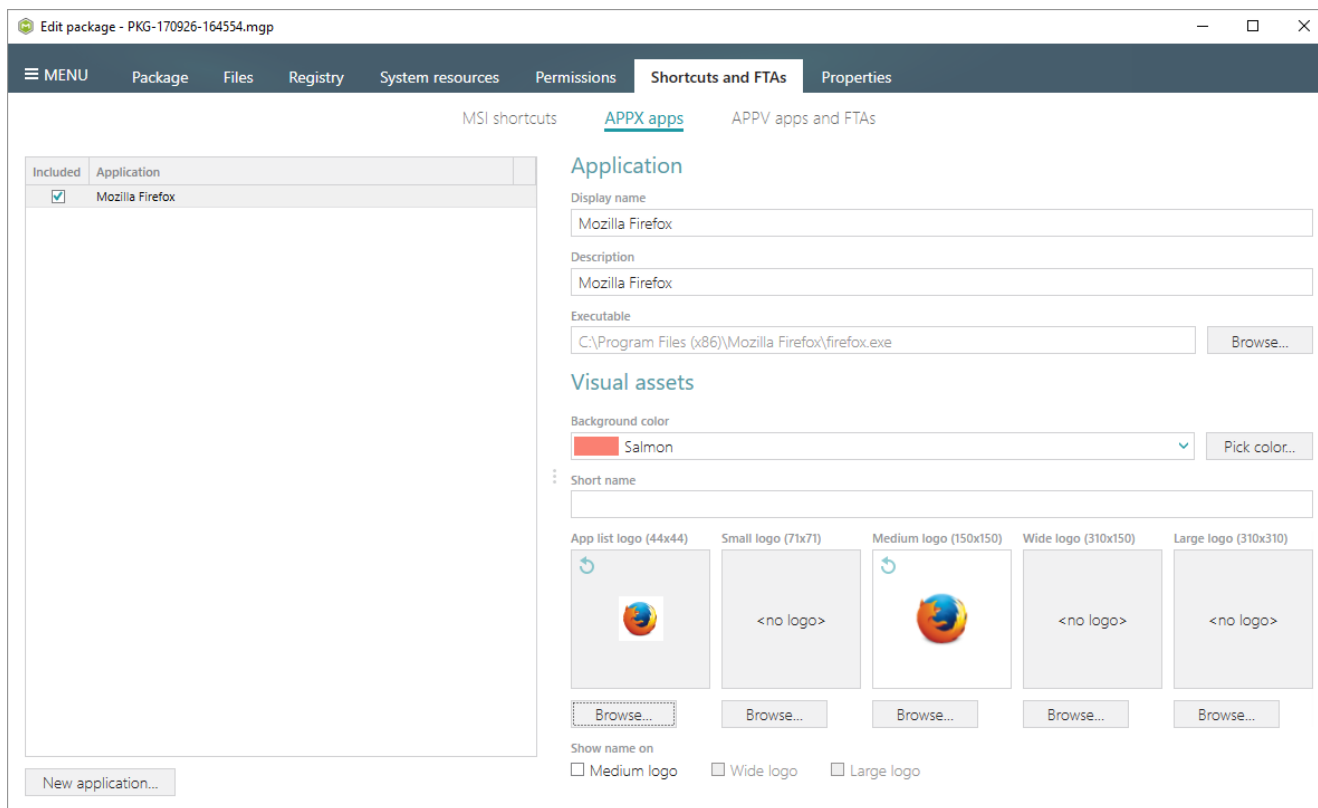 Edit package - PKG-170926-164554.mgp
MENU Package Files Registry System resources Permissions Shortcuts and FTAs Properties
MSI shortcuts APPX apps APPV apps and FTAs
Included Application
Mozilla Firefox
New application...
Application
Display name
Mozilla Firefox
Description
Mozilla Firefox
Executable
C:\Program Files (x86)\Mozilla Firefox\firefox.exe Browse...
Visual assets
Background color
Salmon Pick color...
Short name
App list logo (44x44) Small logo (71x71) Medium logo (150x150) Wide logo (310x150) Large logo (310x310)
<no logo> <no logo> <no logo>
Browse... Browse... Browse... Browse... Browse...
Show name on
Medium logo Wide logo Large logo